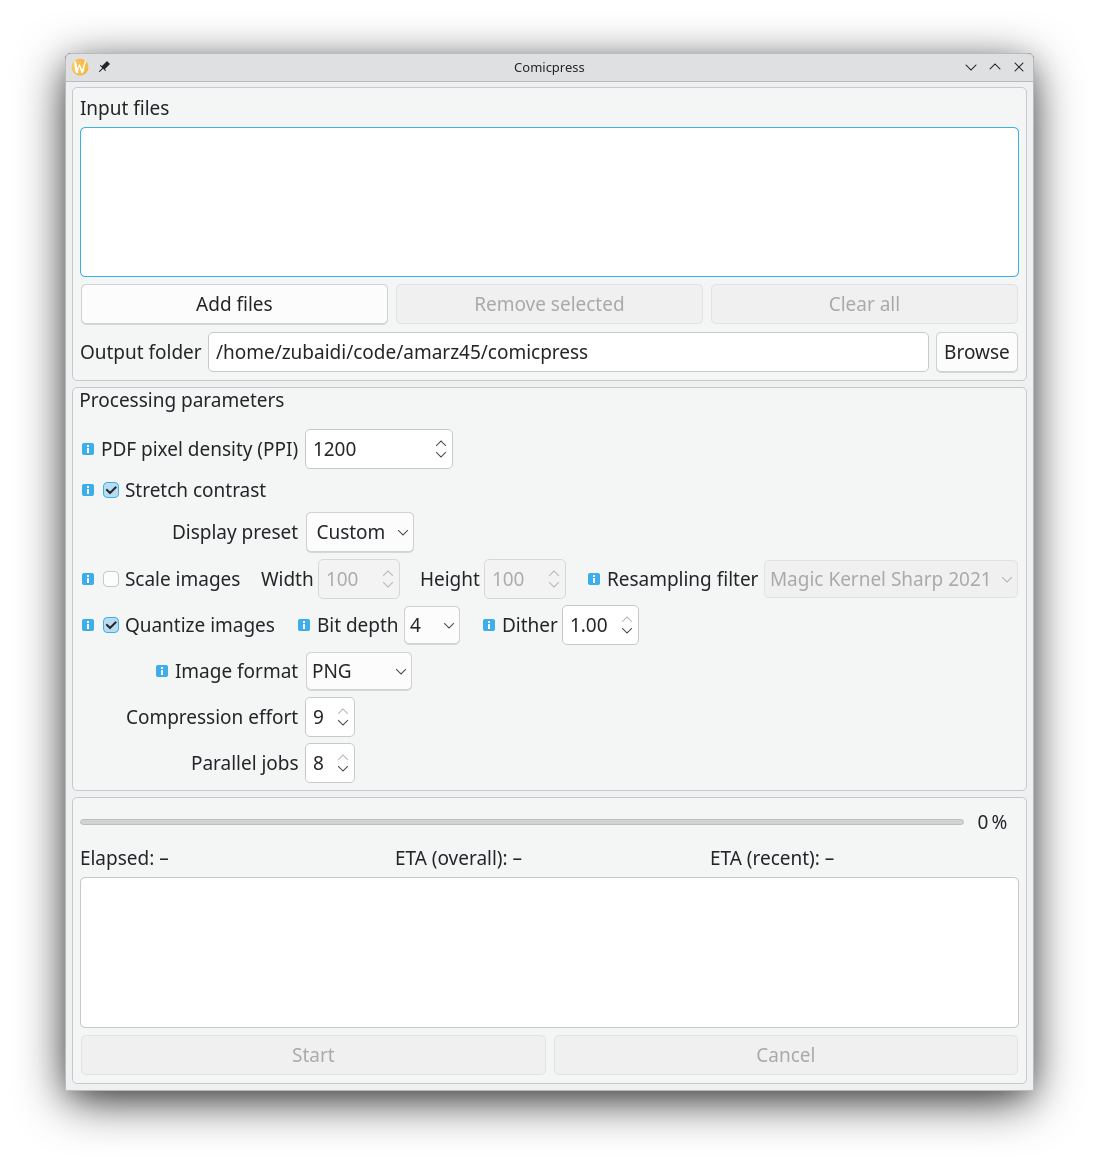 Comicpress
Input files
Add files Remove selected Clear all
Output folder /home/zubaidi/code/amarz45/comicpress Browse
Processing parameters
PDF pixel density (PPI) 1200
Stretch contrast
Display preset Custom
Scale images Width 100 Height 100 Resampling filter Magic Kernel Sharp 2021
Quantize images Bit depth 4 Dither 1.00
Image format PNG
Compression effort 9
Parallel jobs 8
0 %
Elapsed: – ETA (overall): – ETA (recent): –
Start Cancel